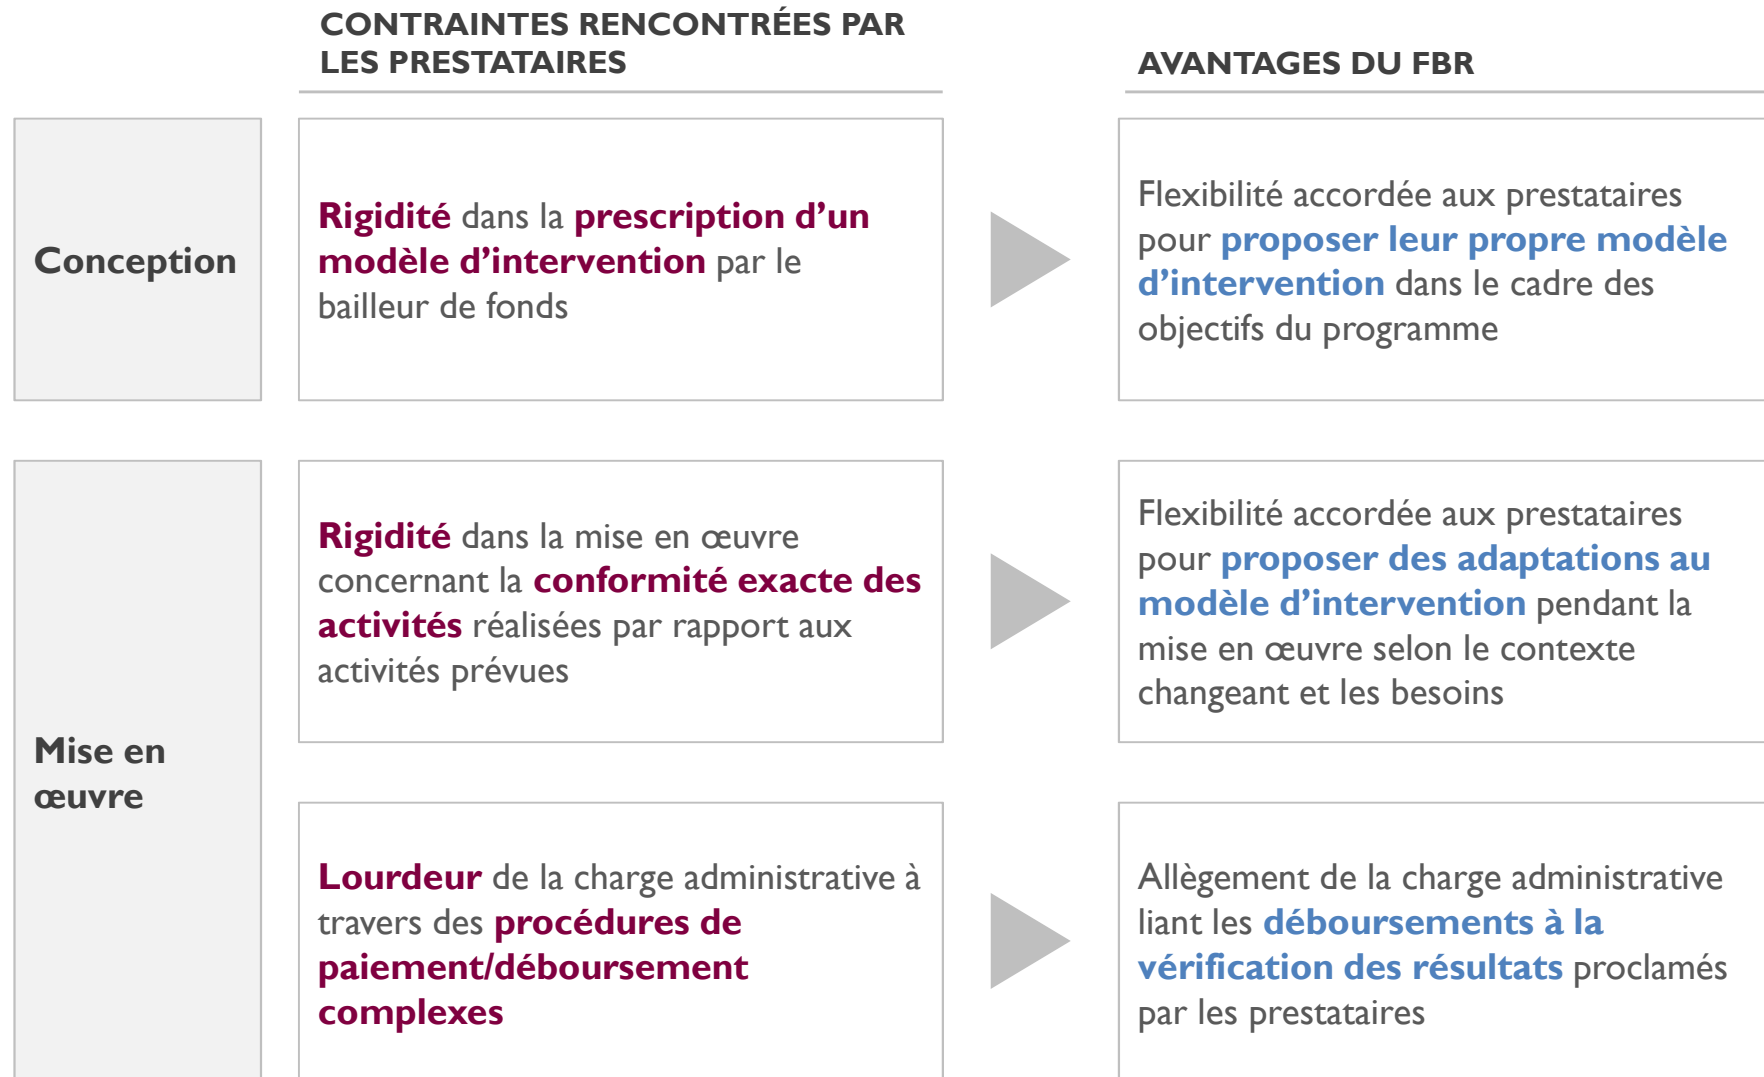 CONTRAINTES RENCONTRÉES PAR
LES PRESTATAIRES
AVANTAGES DU FBR
Conception
Rigidité dans la prescription d’un
modèle d’intervention par le
bailleur de fonds
Flexibilité accordée aux prestataires
pour proposer leur propre modèle
d’intervention dans le cadre des
objectifs du programme
Mise en
œuvre
Rigidité dans la mise en œuvre
concernant la conformité exacte des
activités réalisées par rapport aux
activités prévues
Flexibilité accordée aux prestataires
pour proposer des adaptations au
modèle d’intervention pendant la
mise en œuvre selon le contexte
changeant et les besoins
Lourdeur de la charge administrative à
travers des procédures de
paiement/déboursement
complexes
Allègement de la charge administrative
liant les déboursements à la
vérification des résultats proclamés
par les prestataires